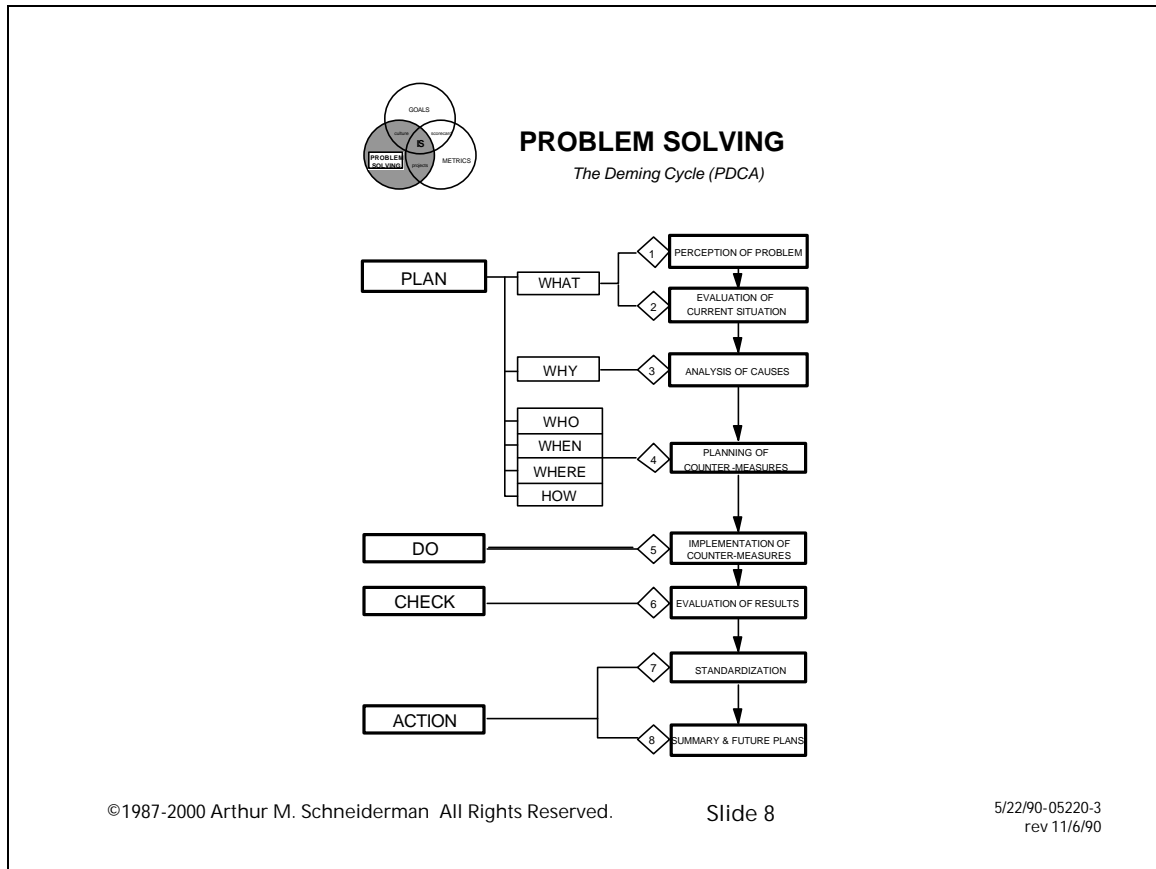 GOALS
culture
scorecard
IS
PROBLEM
SOLVING
projects
METRICS
PROBLEM SOLVING
The Deming Cycle (PDCA)
PLAN
WHAT
1
PERCEPTION OF PROBLEM
2
EVALUATION OF
CURRENT SITUATION
WHY
3
ANALYSIS OF CAUSES
WHO
WHEN
WHERE
HOW
4
PLANNING OF
COUNTER-MEASURES
DO
5
IMPLEMENTATION OF
COUNTER-MEASURES
CHECK
6
EVALUATION OF RESULTS
ACTION
7
STANDARDIZATION
8
SUMMARY & FUTURE PLANS
©1987-2000 Arthur M. Schneiderman All Rights Reserved.
Slide 8
5/22/90-05220-3
rev 11/6/90